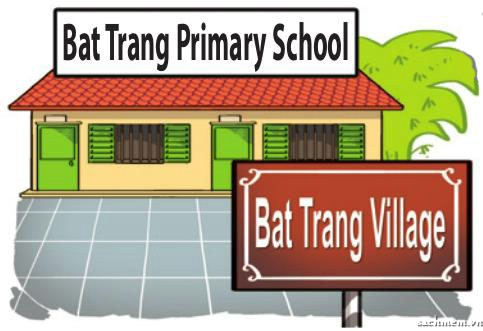 Bat Trang Primary School
Bat Trang Village
sachmem.vn